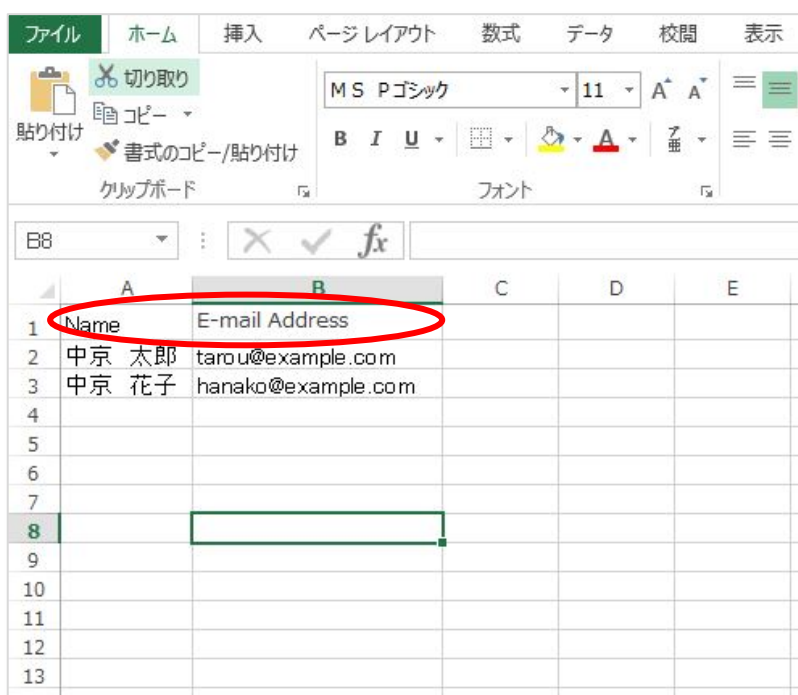 ファイル ホーム 挿入 ページ レイアウト 数式 データ 校閲 表示
切り取り
コピー
貼り付け
書式のコピー/貼り付け
ＭＳ Ｐゴシック 11 A A
B I U A ア亜
クリップボード フォント
B8 fx
A B C D E
1 Name E-mail Address
2 中京 太郎 tarou@example.com
3 中京 花子 hanako@example.com
4
5
6
7
8
9
10
11
12
13